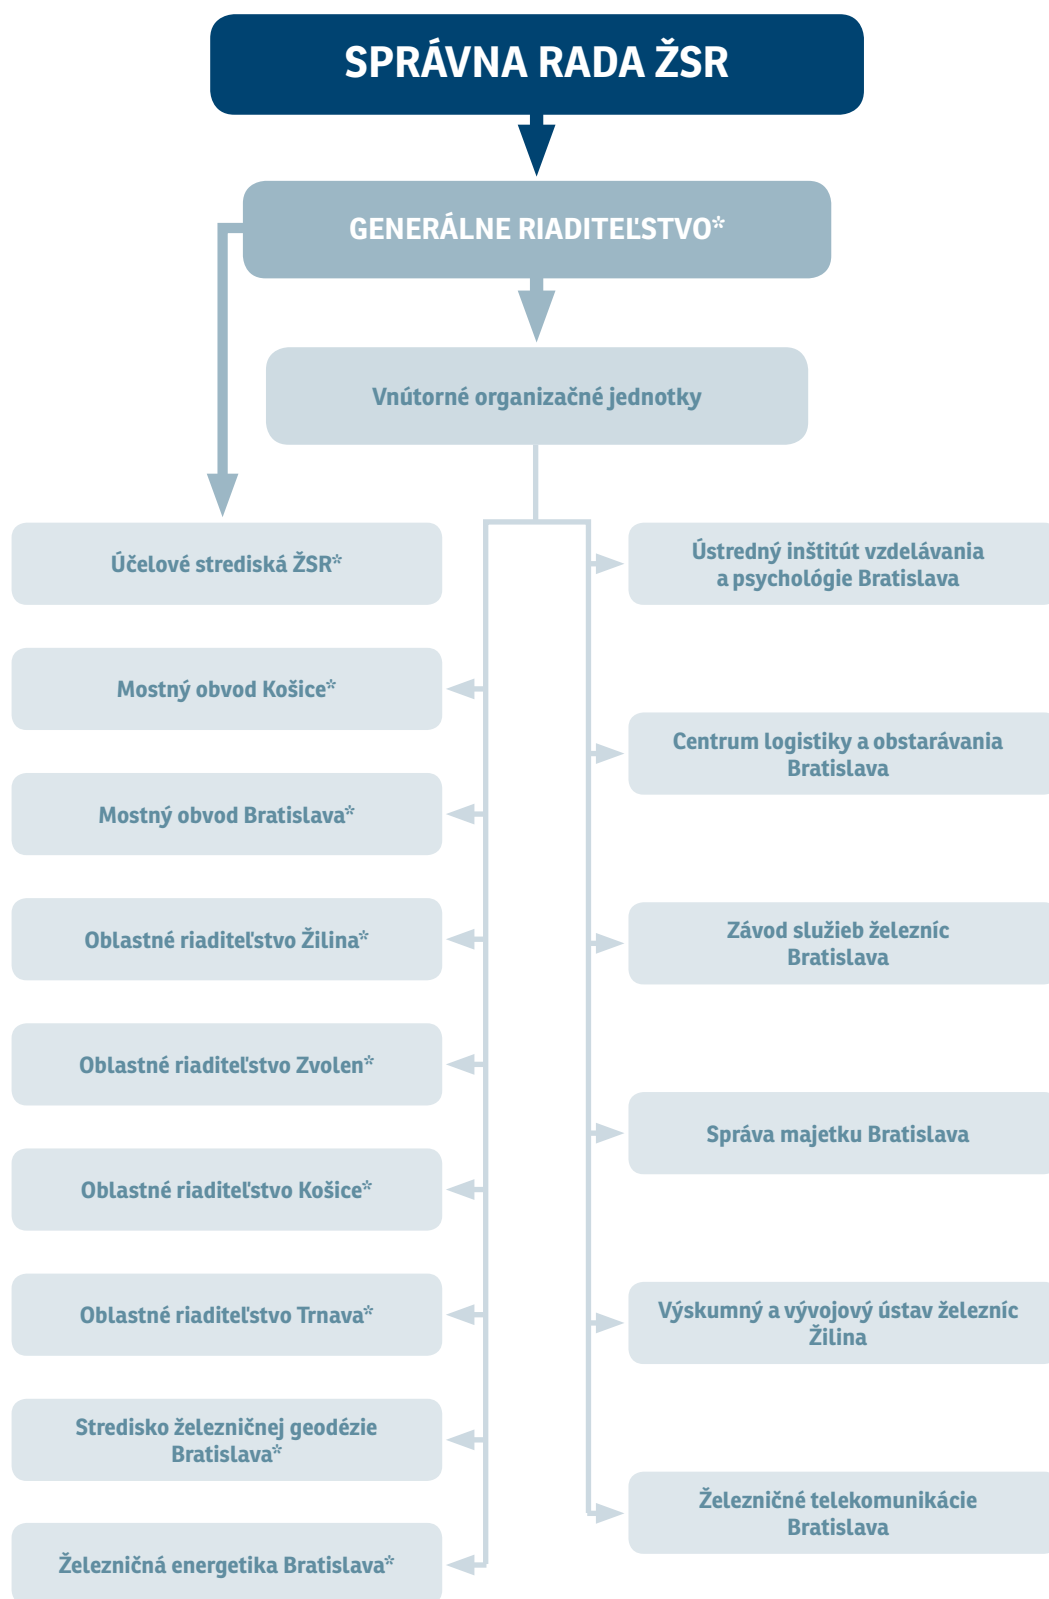 SPRÁVNA RADA ŽSR
GENERÁLNE RIADITEĽSTVO*
Vnútorné organizačné jednotky
Účelové strediská ŽSR*
Mostný obvod Košice*
Mostný obvod Bratislava*
Oblastné riaditeľstvo Žilina*
Oblastné riaditeľstvo Zvolen*
Oblastné riaditeľstvo Košice*
Oblastné riaditeľstvo Trnava*
Stredisko železničnej geodézie
Bratislava*
Železničná energetika Bratislava*
Ústredný inštitút vzdelávania
a psychológie Bratislava
Centrum logistiky a obstarávania
Bratislava
Závod služieb železníc
Bratislava
Správa majetku Bratislava
Výskumný a vývojový ústav železníc
Žilina
Železničné telekomunikácie
Bratislava